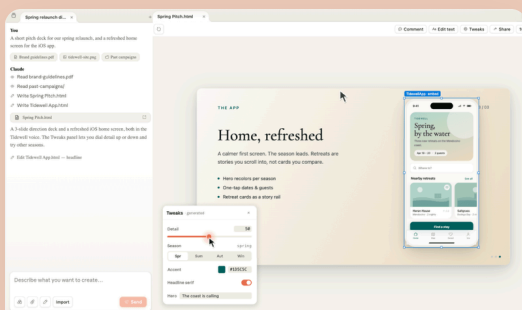 Spring relaunch di...
Spring Pitch.html
Comment
Edit text
Tweaks
Share
You
A short pitch deck for our spring relaunch, and a refreshed home
screen for the iOS app.
Brand guidelines.pdf
tidewell site.png
Past campaigns
Claude
Read brand-guidelines.pdf
Read past-campaigns/
Write Spring Pitch.html
Write Tidewell App.html
Spring Pitch.html
A 3-slide direction deck and a refreshed iOS home screen, both in the
Tidewell voice. The Tweaks panel lets you dial detail up or down and
try other seasons.
Edit Tidewell App.html — headline
Describe what you want to create...
Import
Send
THE APP
Home, refreshed
A calmer first screen. The season leads. Retreats are
stories you scroll into, not cards you compare.
Hero recolors per season
One-tap dates & guests
Retreat cards as a story rail
Spring,
by the water
Nearby retreats
See all
Find a stay
Tweaks
generated
Detail
50
Season
spring
Spr
Sum
Aut
Win
Accent
Headline serif
Hero
The coast is calling